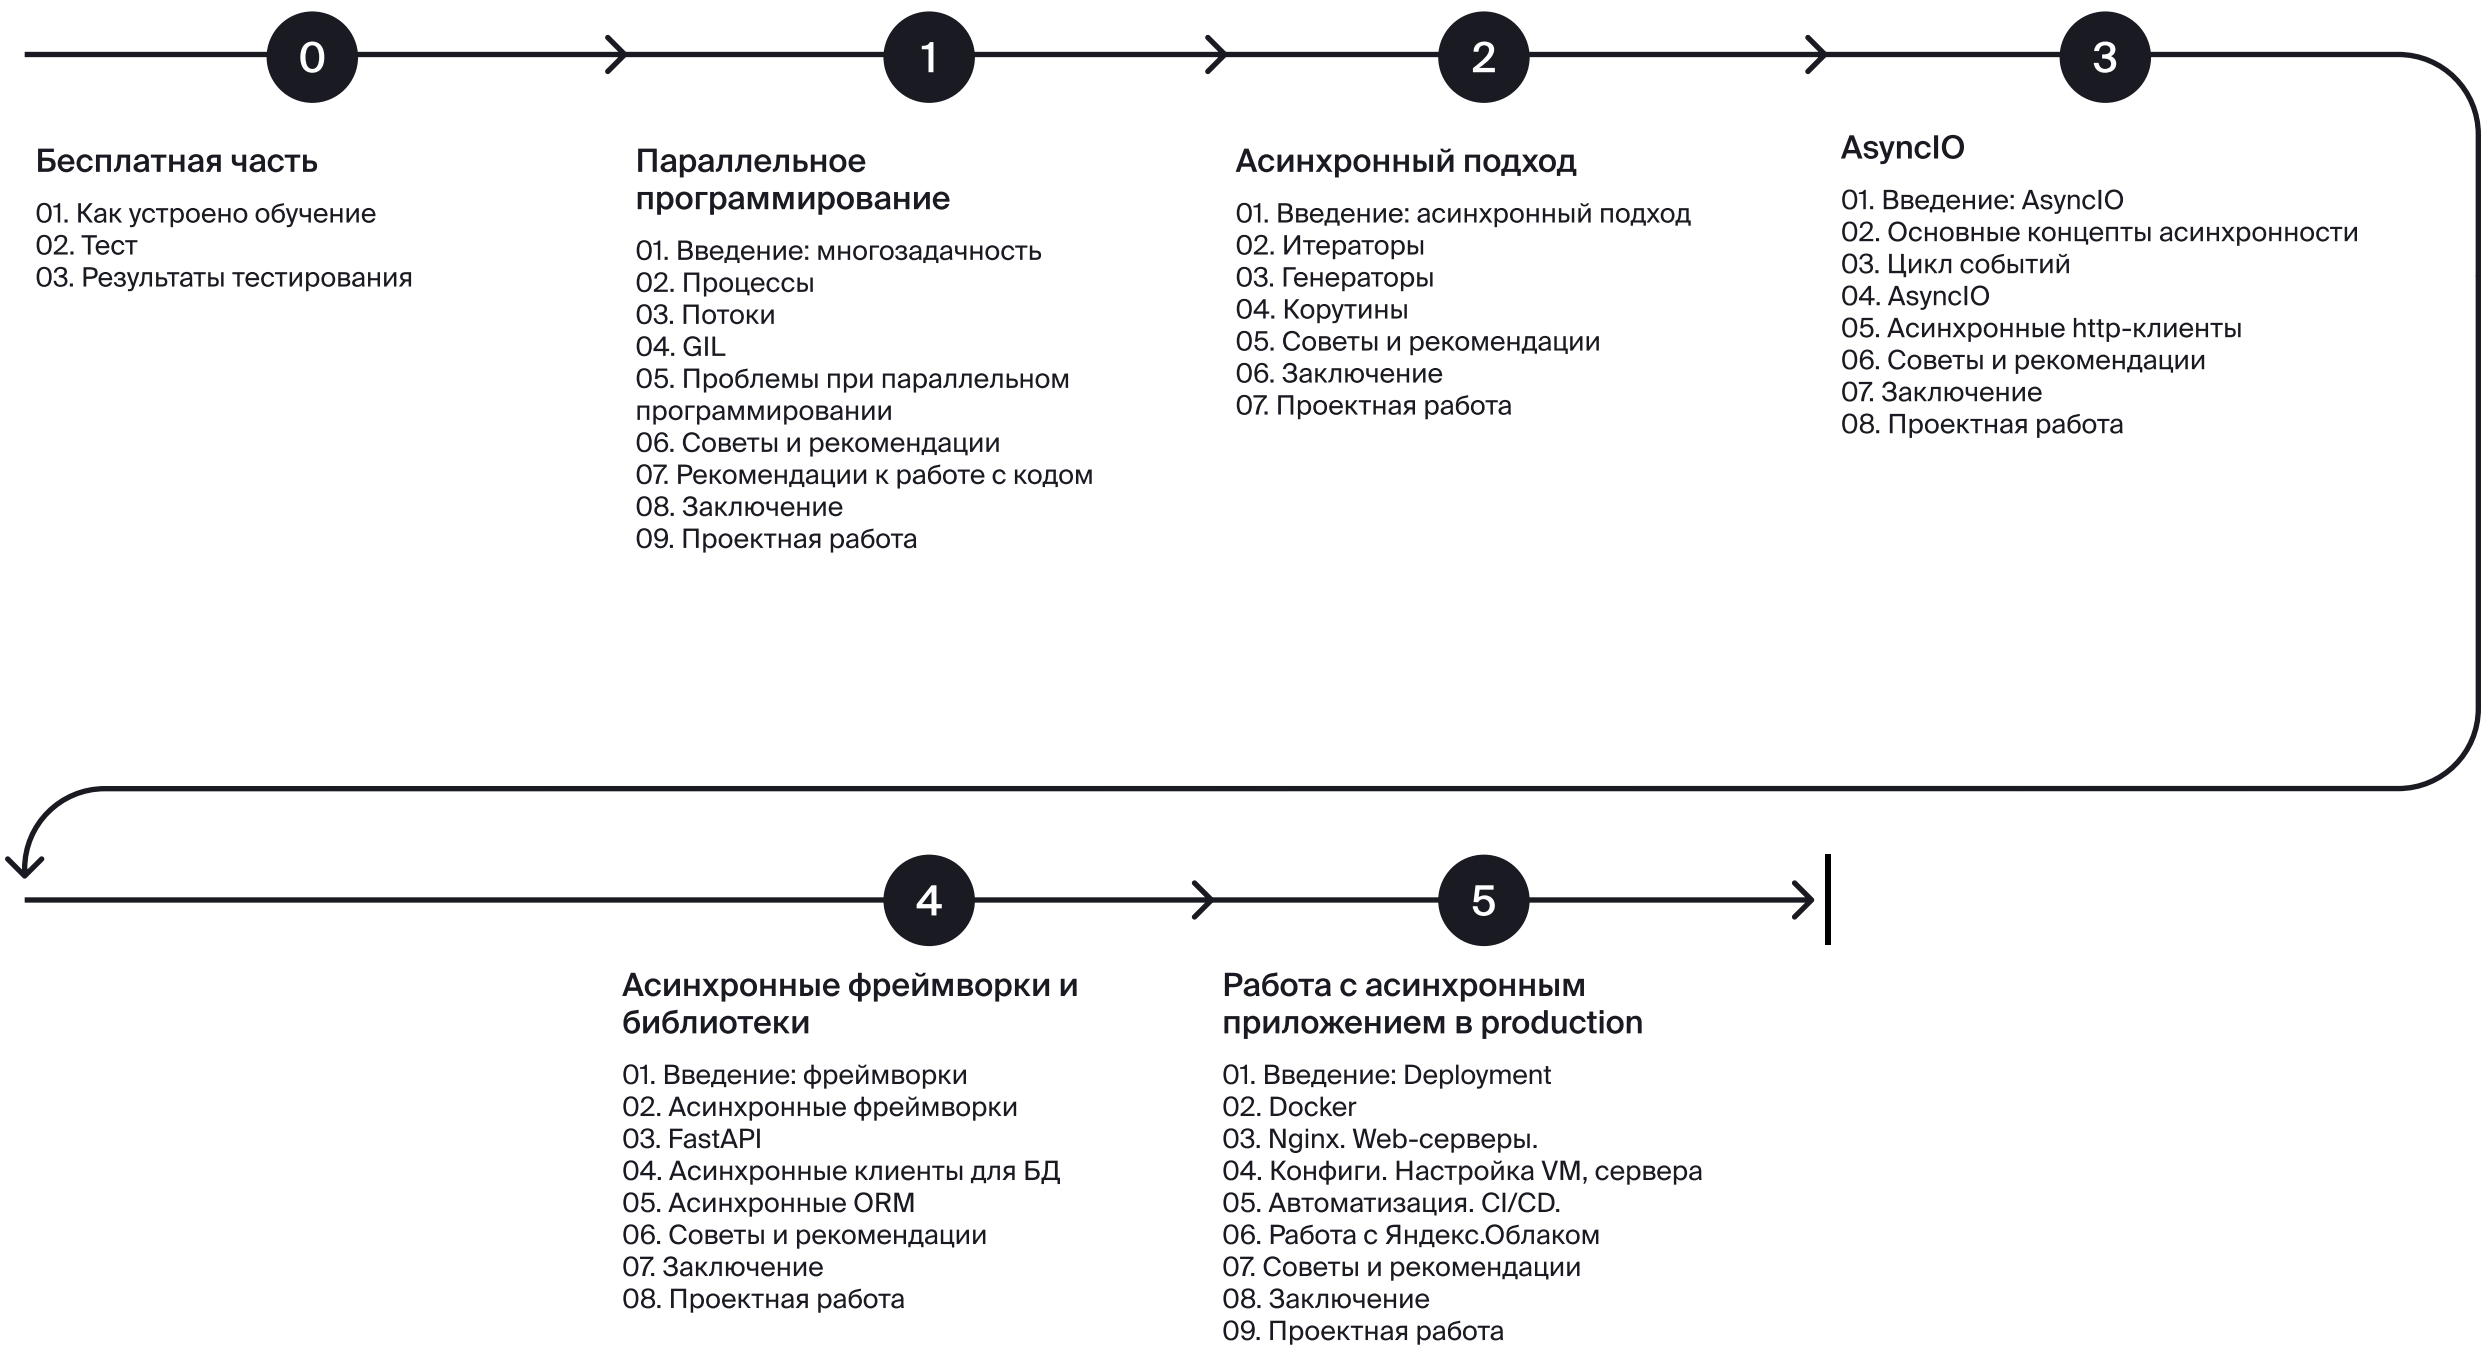 0
Бесплатная часть
01. Как устроено обучение
02. Тест
03. Результаты тестирования
1
Параллельное
программирование
01. Введение: многозадачность
02. Процессы
03. Потоки
04. GIL
05. Проблемы при параллельном
программировании
06. Советы и рекомендации
07. Рекомендации к работе с кодом
08. Заключение
09. Проектная работа
2
Асинхронный подход
01. Введение: асинхронный подход
02. Итераторы
03. Генераторы
04. Корутины
05. Советы и рекомендации
06. Заключение
07. Проектная работа
3
AsyncIO
01. Введение: AsyncIO
02. Основные концепты асинхронности
03. Цикл событий
04. AsyncIO
05. Асинхронные http-клиенты
06. Советы и рекомендации
07. Заключение
08. Проектная работа
4
Асинхронные фреймворки и
библиотеки
01. Введение: фреймворки
02. Асинхронные фреймворки
03. FastAPI
04. Асинхронные клиенты для БД
05. Асинхронные ORM
06. Советы и рекомендации
07. Заключение
08. Проектная работа
5
Работа с асинхронным
приложением в production
01. Введение: Deployment
02. Docker
03. Nginx. Web-серверы.
04. Конфиги. Настройка VM, сервера
05. Автоматизация. CI/CD.
06. Работа с Яндекс.Облаком
07. Советы и рекомендации
08. Заключение
09. Проектная работа